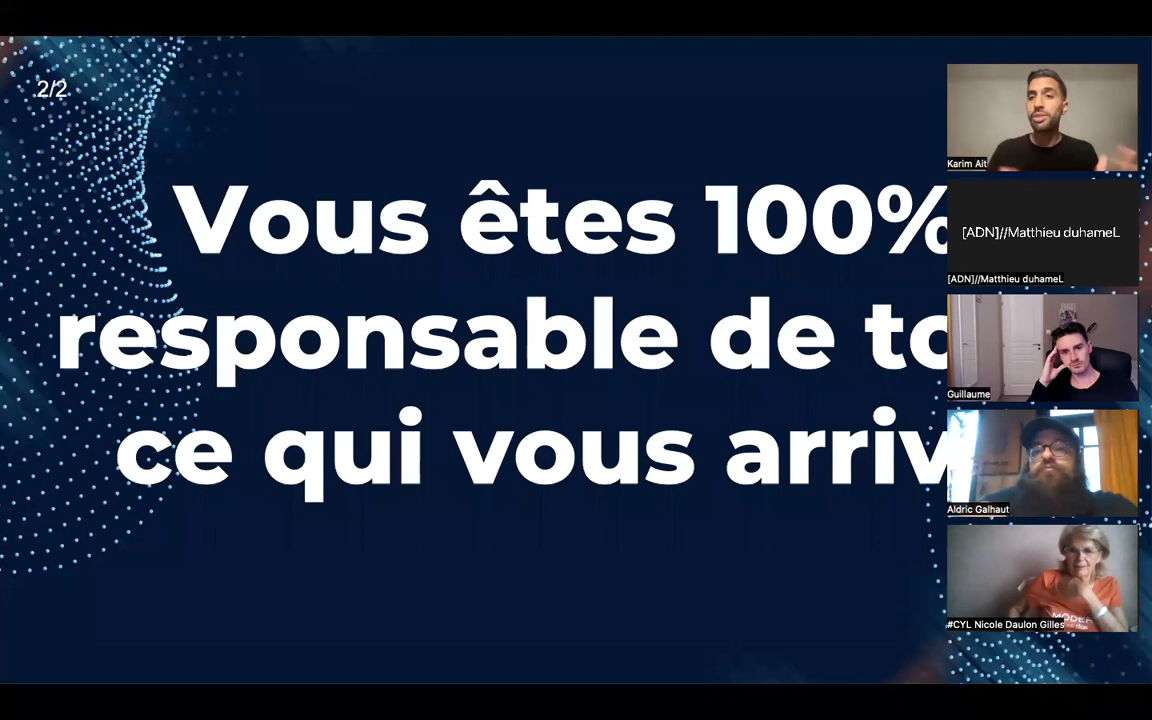 2/2
Vous êtes 100%
responsable de to
ce qui vous arriv
Karim Ait
[ADN]//Matthieu duhameL
[ADN]//Matthieu duhameL
Guillaume
Aldric Galhaut
MODER
#CYL Nicole Daulon Gilles